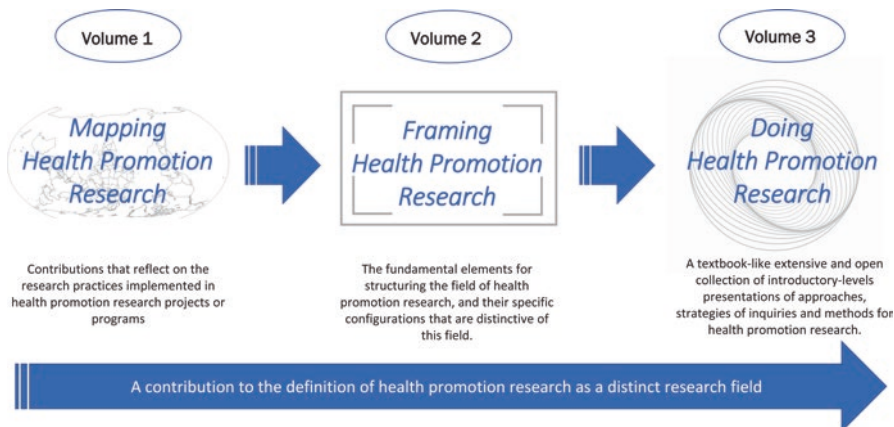 Volume 1
Volume 2
Volume 3
Mapping
Health Promotion
Research
Framing
Health Promotion
Research
Doing
Health Promotion
Research
Contributions that reflect on the
research practices implemented in
health promotion research projects or
programs
The fundamental elements for
structuring the field of health
promotion research, and their specific
configurations that are distinctive of
this field.
A textbook-like extensive and open
collection of introductory-levels
presentations of approaches,
strategies of inquiries and methods for
health promotion research.
A contribution to the definition of health promotion research as a distinct research field